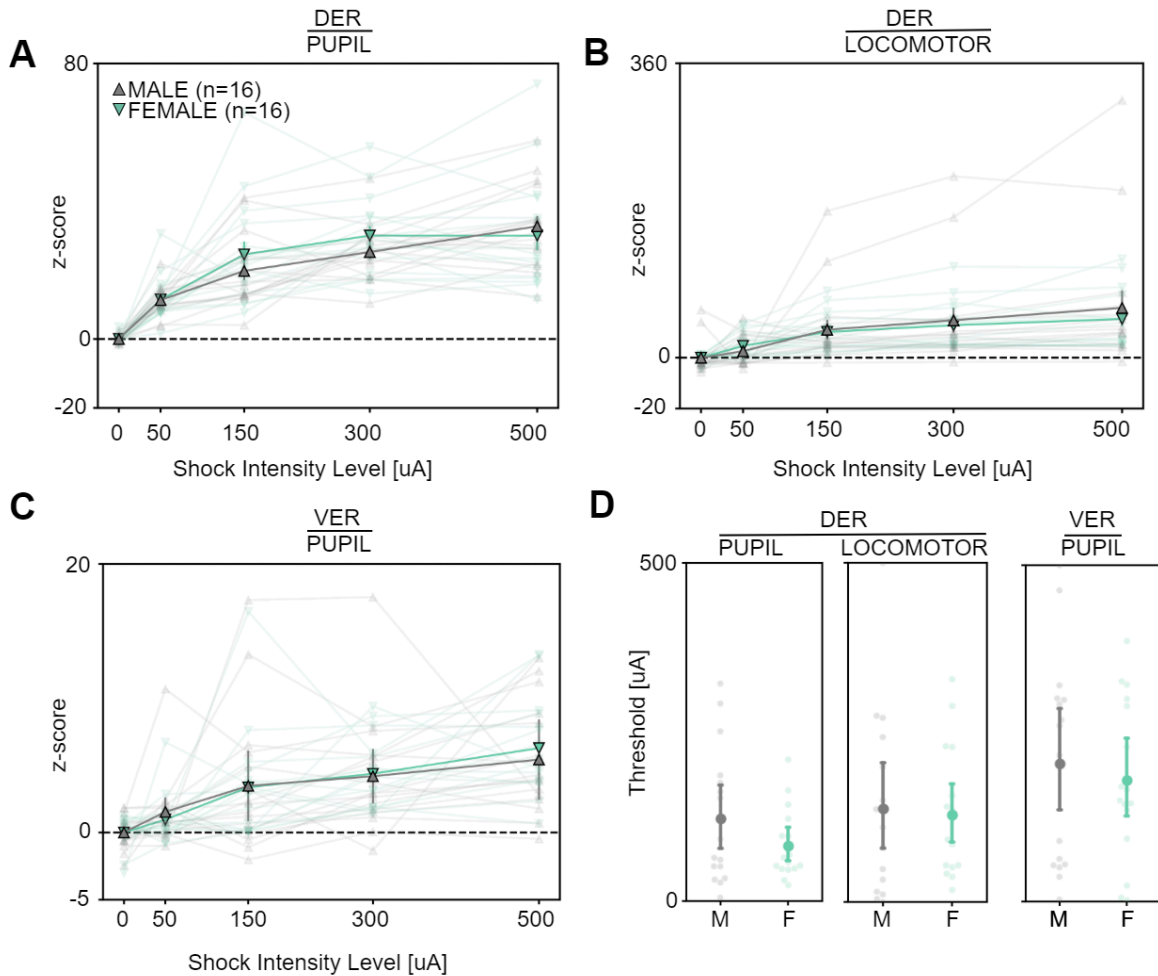 A
DER
PUPIL
80
MALE (n=16)
FEMALE (n=16)
z-score
0
-20
0 50 150 300 500
Shock Intensity Level [uA]
B
DER
LOCOMOTOR
360
z-score
0
-20
0 50 150 300 500
Shock Intensity Level [uA]
C
VER
PUPIL
20
z-score
0
-5
0 50 150 300 500
Shock Intensity Level [uA]
D
DER
PUPIL LOCOMOTOR
VER
PUPIL
500
Threshold [uA]
0
M F M F M F